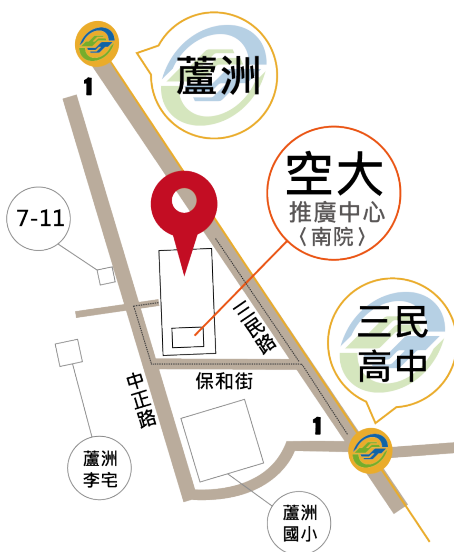 蘆洲
1
空大
推廣中心
〈南院〉
7-11
三民路
三民
高中
中正路
保和街
1
蘆洲
李宅
蘆洲
國小